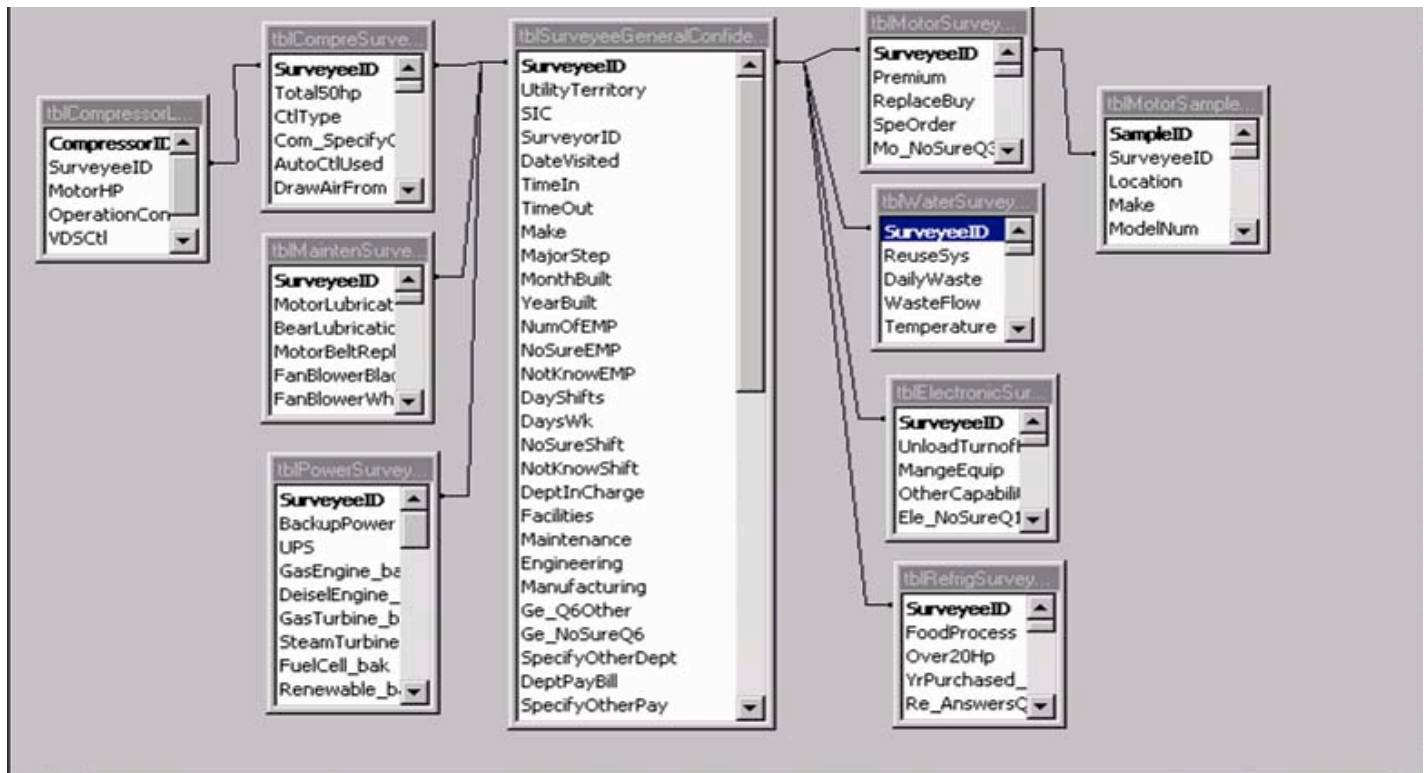 tblCompressorL...
CompressorID
SurveyeeID
MotorHP
OperationCon
VDSCtl
tblCompreSurve...
SurveyeeID
Total50hp
CtlType
Com_SpecifyC
AutoCtlUsed
DrawAirFrom
tblMaintenSurve...
SurveyeeID
MotorLubricat
BearLubricatic
MotorBeltRepl
FanBlowerBlac
FanBlowerWh
tblPowerSurvey...
SurveyeeID
BackupPower
UPS
GasEngine_ba
DeiselEngine_
GasTurbine_b
SteamTurbine
FuelCell_bak
Renewable_ba
tblSurveyeeGeneralConfide...
SurveyeeID
UtilityTerritory
SIC
SurveyorID
DateVisited
TimeIn
TimeOut
Make
MajorStep
MonthBuilt
YearBuilt
NumOfEMP
NoSureEMP
NotKnowEMP
DayShifts
DaysWk
NoSureShift
NotKnowShift
DeptInCharge
Facilities
Maintenance
Engineering
Manufacturing
Ge_Q6Other
Ge_NoSureQ6
SpecifyOtherDept
DeptPayBill
SpecifyOtherPay
tblMotorSurvey...
SurveyeeID
Premium
ReplaceBuy
SpeOrder
Mo_NoSureQ3
tblWaterSurvey...
SurveyeeID
ReuseSys
DailyWaste
WasteFlow
Temperature
tblElectronicSur...
SurveyeeID
UnloadTurnoff
MangeEquip
OtherCapabili
Ele_NoSureQ1
tblRefrigSurvey...
SurveyeeID
FoodProcess
Over20Hp
YrPurchased_
Re_AnswersQ
tblMotorSample...
SampleID
SurveyeeID
Location
Make
ModelNum